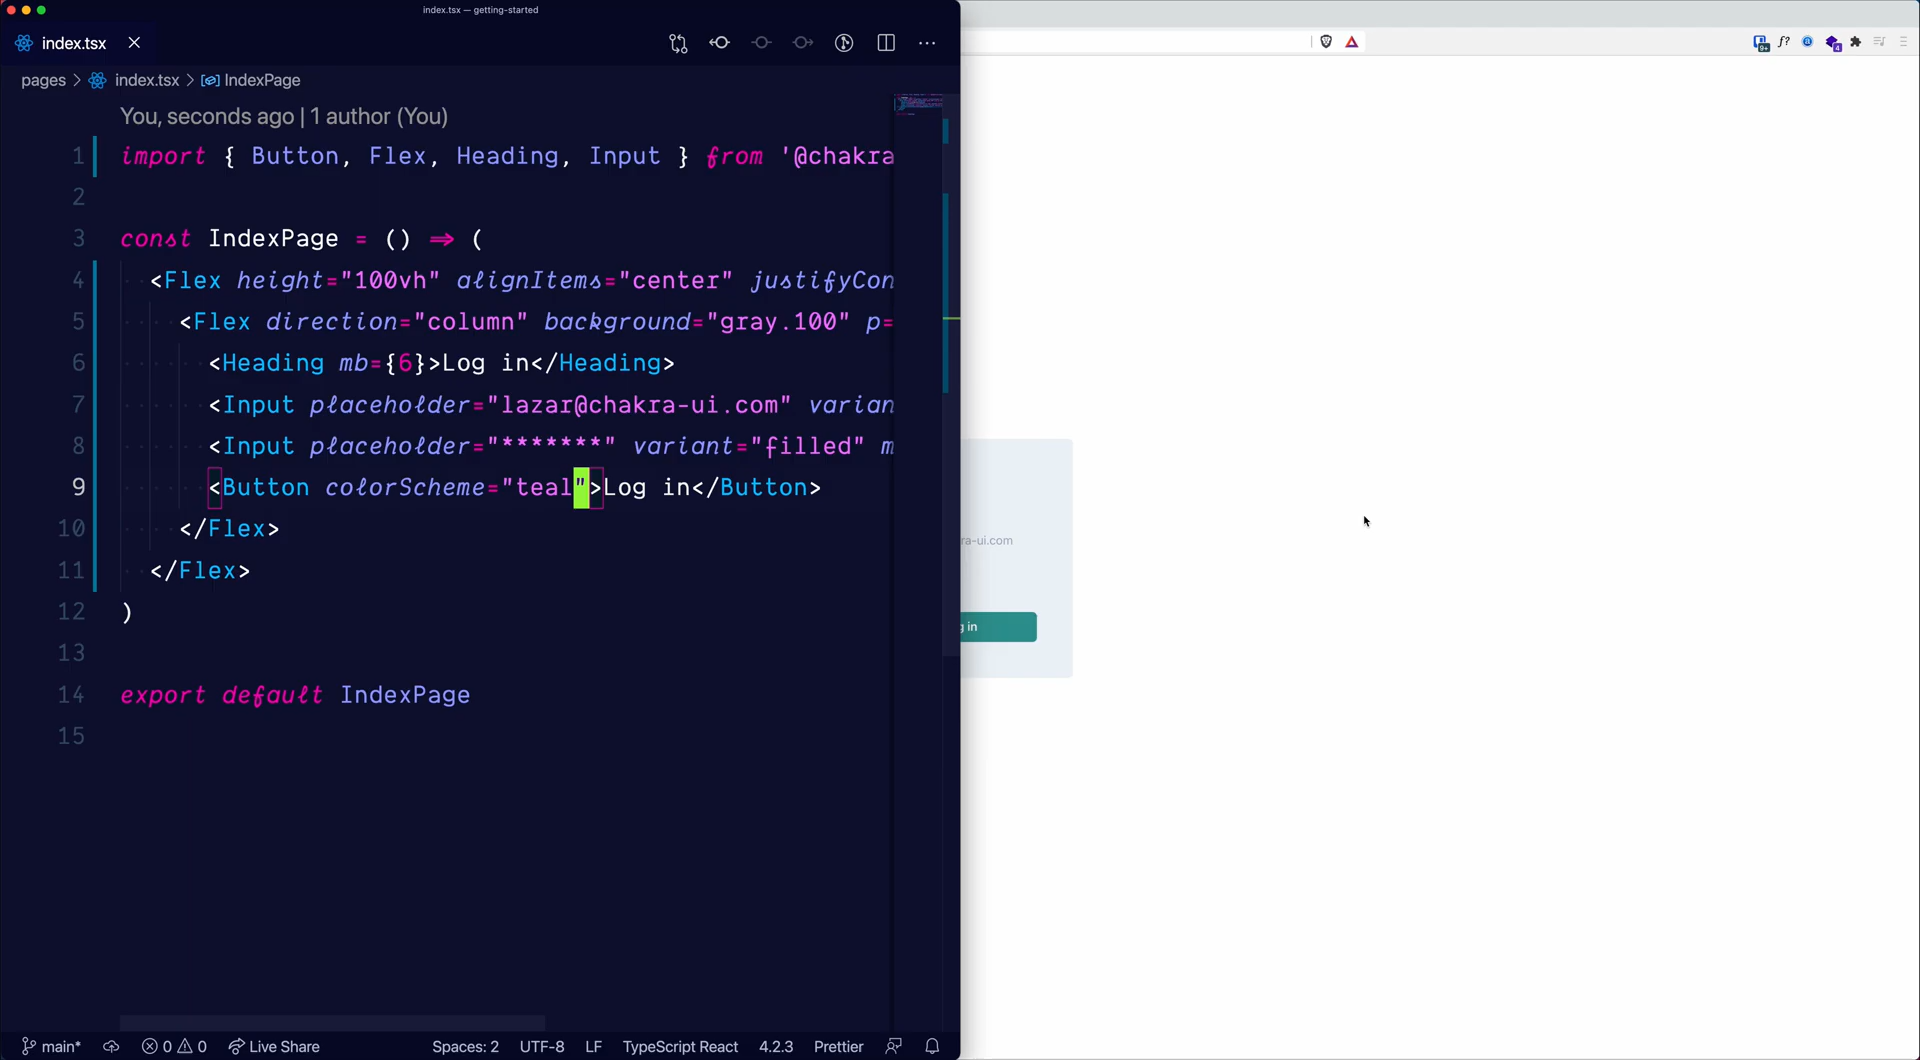 index.tsx — getting-started
index.tsx
pages > index.tsx > IndexPage
You, seconds ago | 1 author (You)
1 import { Button, Flex, Heading, Input } from '@chakra
2
3 const IndexPage = () => (
4 <Flex height="100vh" alignItems="center" justifyCon
5 <Flex direction="column" background="gray.100" p=
6 <Heading mb={6}>Log in</Heading>
7 <Input placeholder="lazar@chakra-ui.com" varian
8 <Input placeholder="*******" variant="filled" m
9 <Button colorScheme="teal">Log in</Button>
10 </Flex>
11 </Flex>
12 )
13
14 export default IndexPage
15
main* 0 0 Live Share Spaces: 2 UTF-8 LF TypeScript React 4.2.3 Prettier
9+ f? 4
ra-ui.com
g in